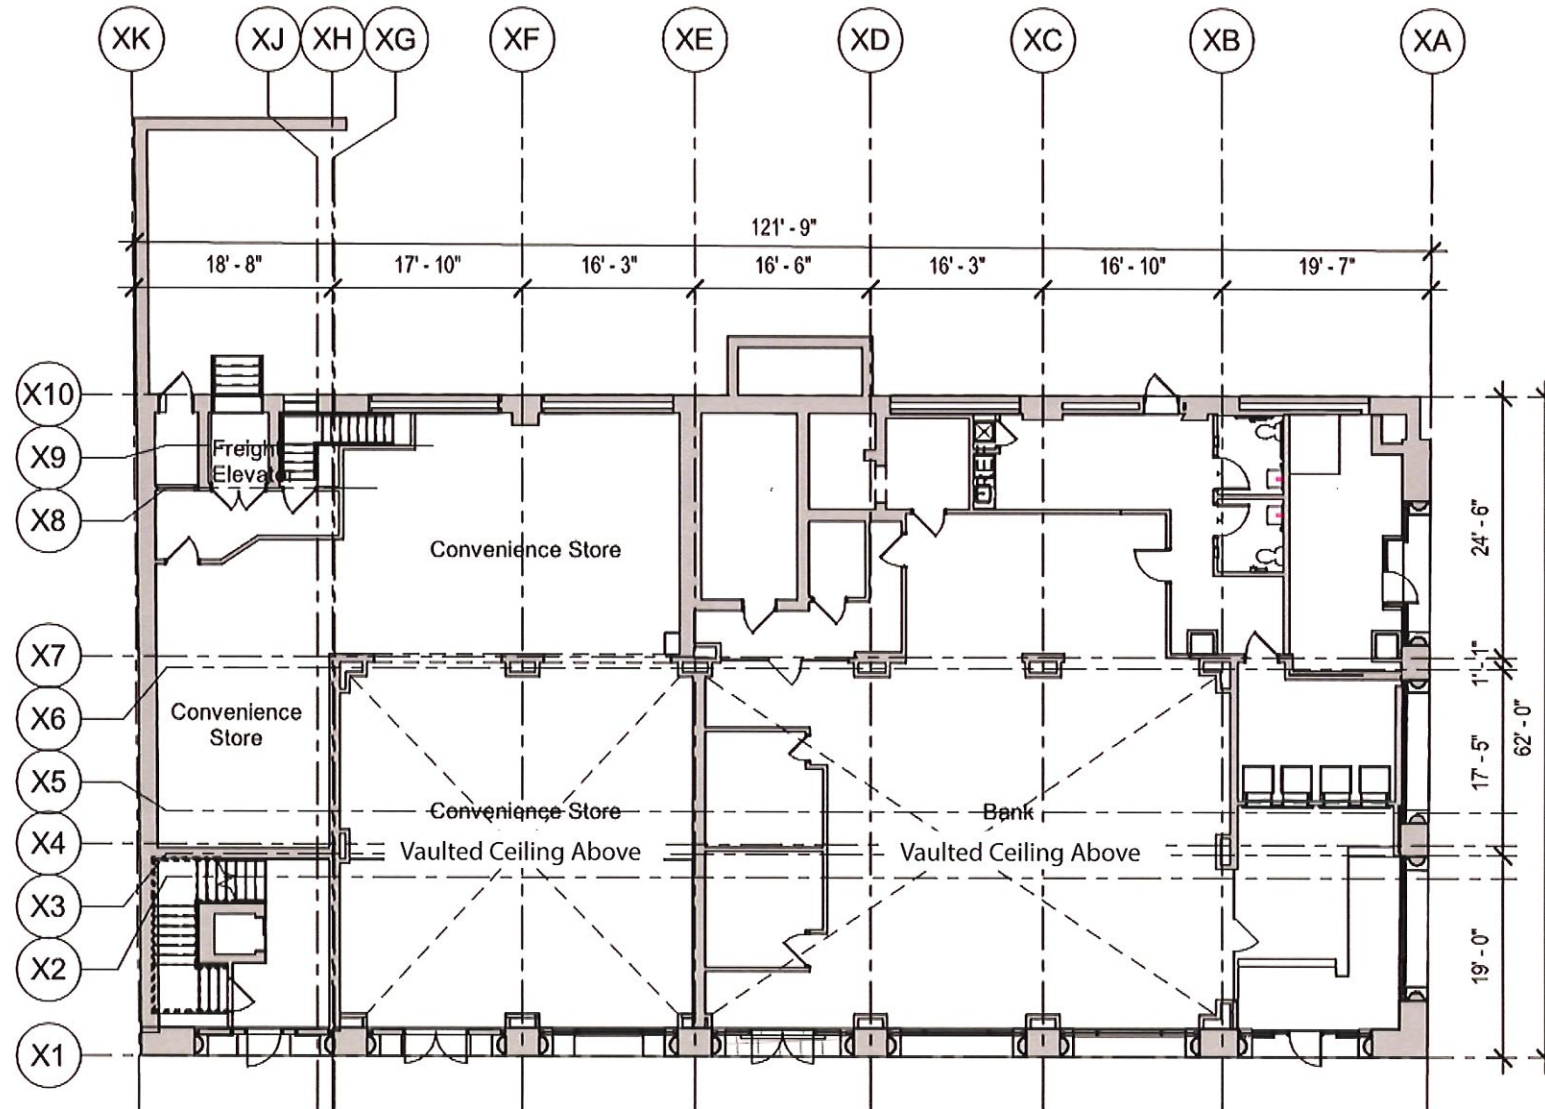 XK
XJ
XH
XG
XF
XE
XD
XC
XB
XA
121' - 9"
18' - 8"
17' - 10"
16' - 3"
16' - 6"
16' - 3"
16' - 10"
19' - 7"
X10
X9
X8
X7
X6
X5
X4
X3
X2
X1
Freight
Elevator
REF
Convenience Store
Convenience
Store
Convenience Store
Vaulted Ceiling Above
Bank
Vaulted Ceiling Above
24' - 6"
1' - 1"
17' - 5"
19' - 0"
62' - 0"